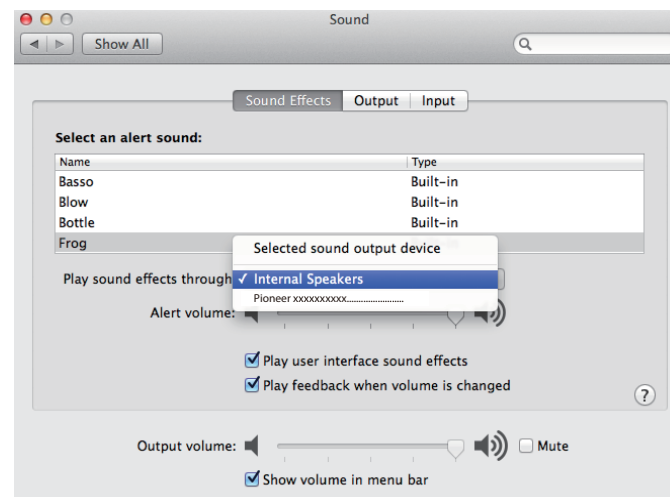 Sound
Show All
Sound Effects Output Input
Select an alert sound:
Name Type
Basso Built-in
Blow Built-in
Bottle Built-in
Frog
Selected sound output device
Play sound effects through ✓ Internal Speakers
Pioneer xxxxxxxxxx........................
Alert volume:
Play user interface sound effects
Play feedback when volume is changed
?
Output volume: Mute
Show volume in menu bar